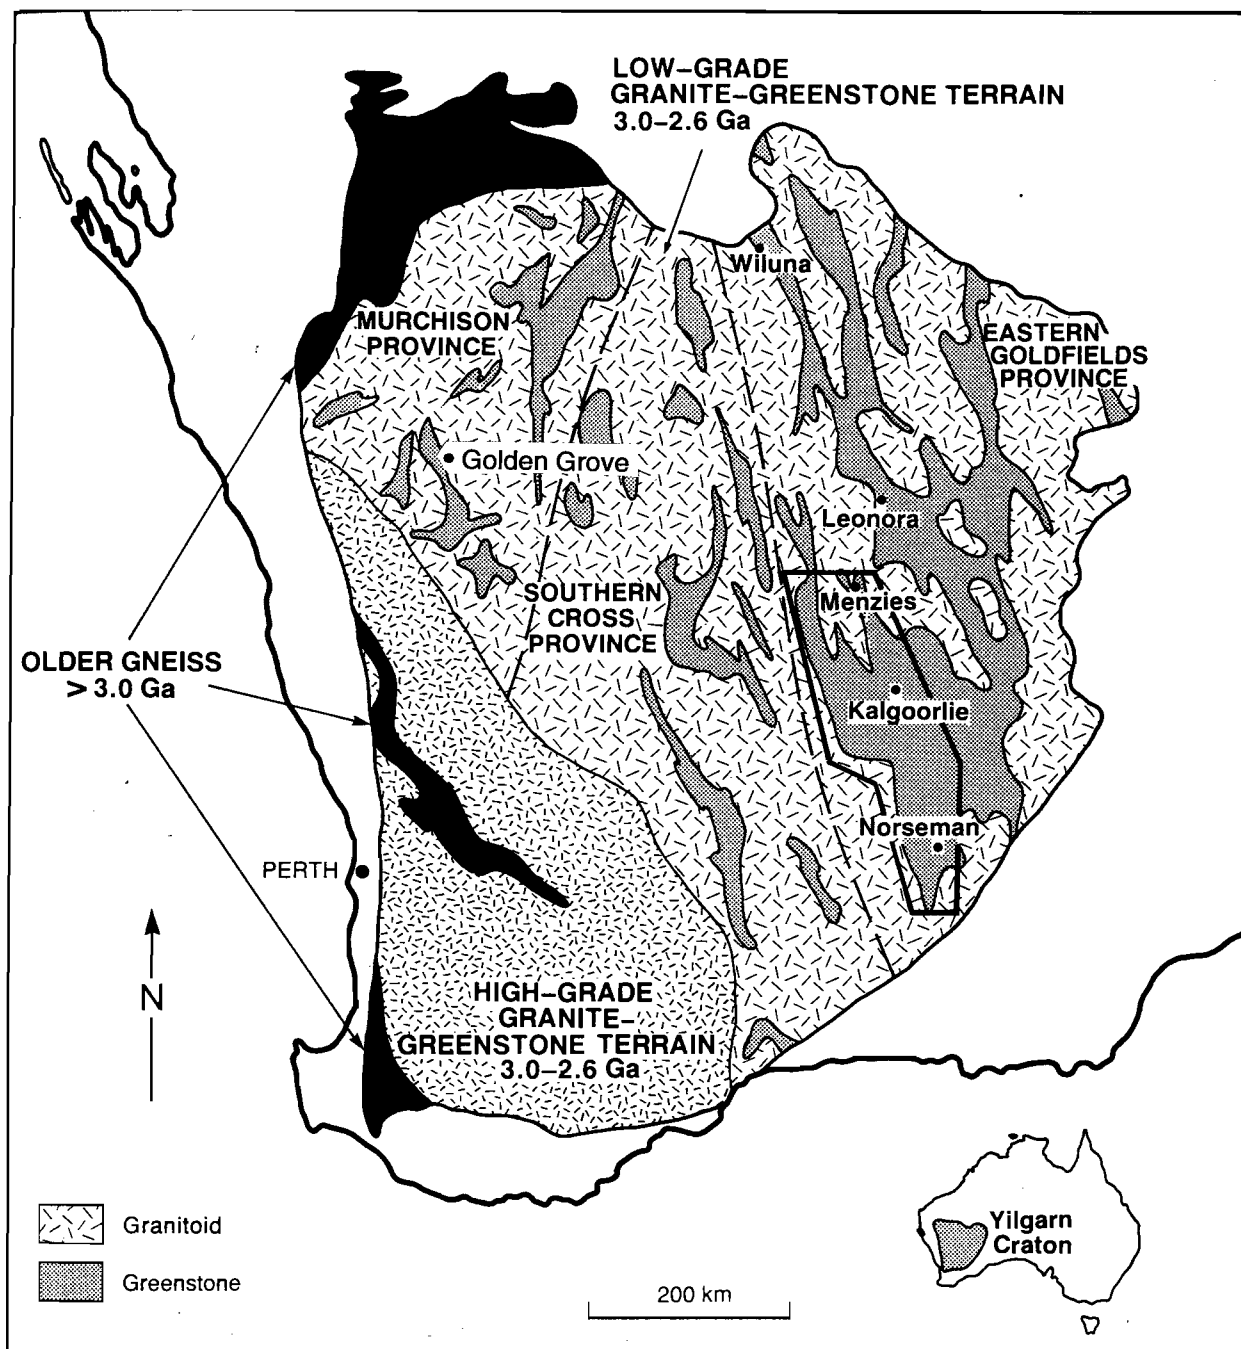 LOW–GRADE
GRANITE–GREENSTONE TERRAIN
3.0–2.6 Ga
Wiluna
MURCHISON
PROVINCE
EASTERN
GOLDFIELDS
PROVINCE
Golden Grove
Leonora
SOUTHERN
CROSS
PROVINCE
Menzies
OLDER GNEISS
> 3.0 Ga
Kalgoorlie
Norseman
PERTH
N
HIGH–GRADE
GRANITE–
GREENSTONE TERRAIN
3.0–2.6 Ga
Granitoid
Greenstone
200 km
Yilgarn
Craton